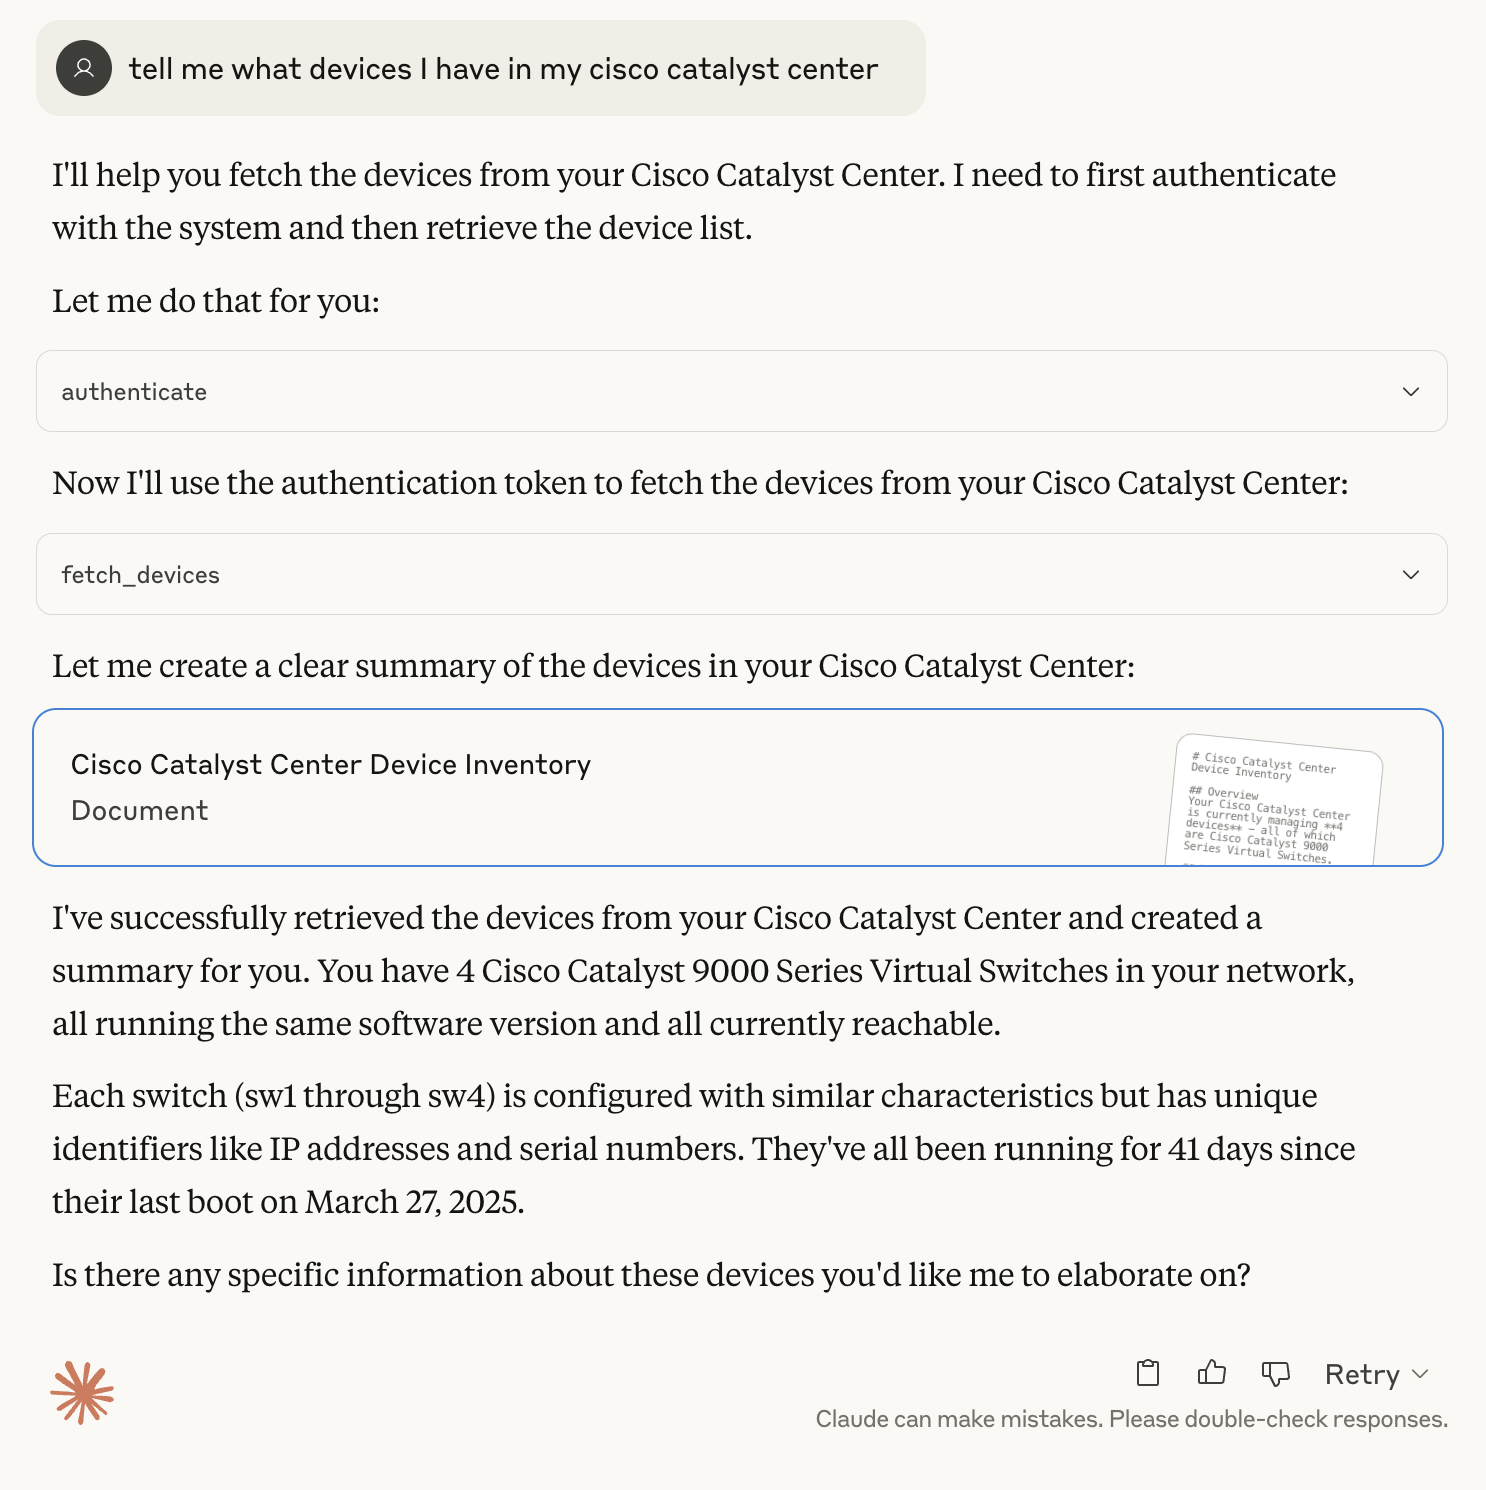 tell me what devices I have in my cisco catalyst center
I'll help you fetch the devices from your Cisco Catalyst Center. I need to first authenticate
with the system and then retrieve the device list.
Let me do that for you:
authenticate
Now I'll use the authentication token to fetch the devices from your Cisco Catalyst Center:
fetch_devices
Let me create a clear summary of the devices in your Cisco Catalyst Center:
Cisco Catalyst Center Device Inventory
Document
# Cisco Catalyst Center
Device Inventory
## Overview
Your Cisco Catalyst Center
is currently managing **4
devices** – all of which
are Cisco Catalyst 9000
Series Virtual Switches.
I've successfully retrieved the devices from your Cisco Catalyst Center and created a
summary for you. You have 4 Cisco Catalyst 9000 Series Virtual Switches in your network,
all running the same software version and all currently reachable.
Each switch (sw1 through sw4) is configured with similar characteristics but has unique
identifiers like IP addresses and serial numbers. They've all been running for 41 days since
their last boot on March 27, 2025.
Is there any specific information about these devices you'd like me to elaborate on?
Retry
Claude can make mistakes. Please double-check responses.